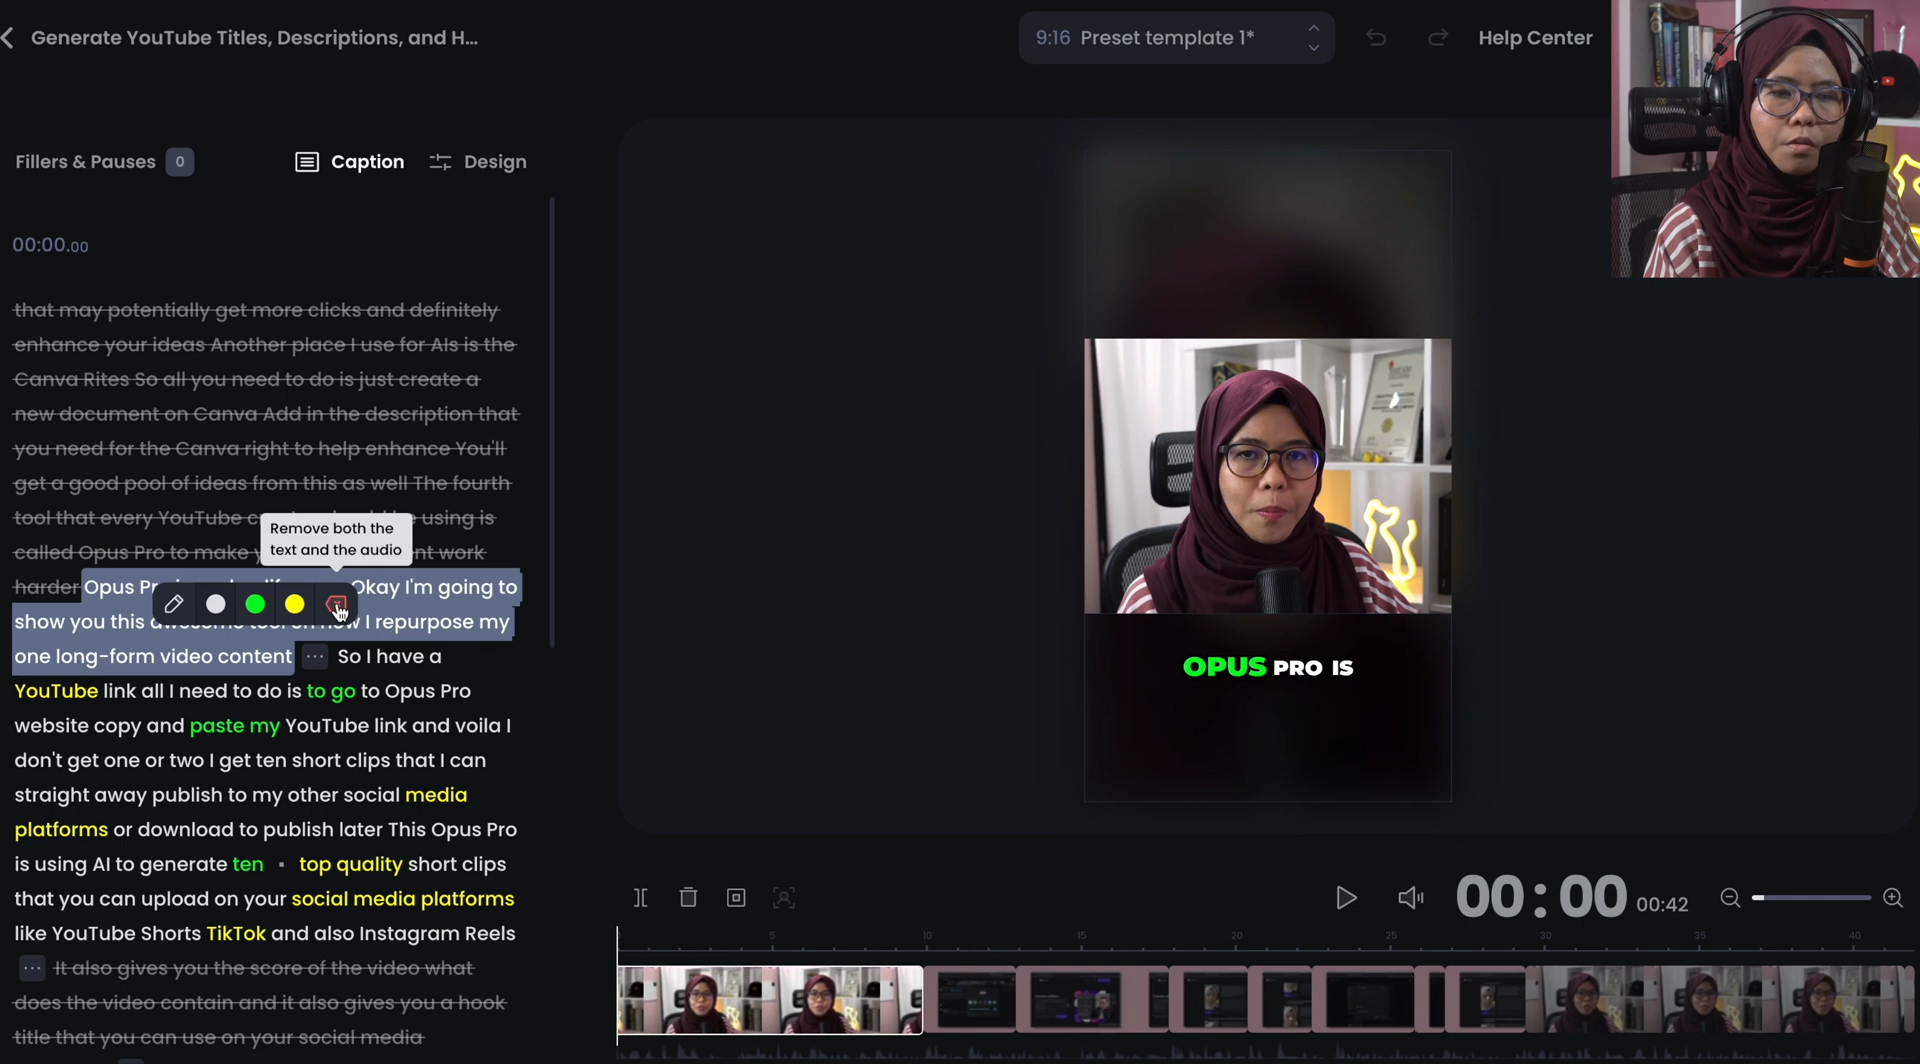 Generate YouTube Titles, Descriptions, and H...
9:16 Preset template 1*
Help Center
Fillers & Pauses 0
Caption
Design
00:00.00
that may potentially get more clicks and definitely
enhance your ideas Another place I use for AIs is the
Canva Rites So all you need to do is just create a
new document on Canva Add in the description that
you need for the Canva right to help enhance You'll
get a good pool of ideas from this as well The fourth
tool that every YouTube using is
called Opus Pro to make work
harder Opus Okay I'm going to
show you this I repurpose my
one long-form video content ... So I have a
YouTube link all I need to do is to go to Opus Pro
website copy and paste my YouTube link and voila I
don't get one or two I get ten short clips that I can
straight away publish to my other social media
platforms or download to publish later This Opus Pro
is using AI to generate ten top quality short clips
that you can upload on your social media platforms
like YouTube Shorts TikTok and also Instagram Reels
... It also gives you the score of the video what
does the video contain and it also gives you a hook
title that you can use on your social media
Remove both the
text and the audio
OPUS PRO IS
00:00 00:42
5 10 15 20 25 30 35 40